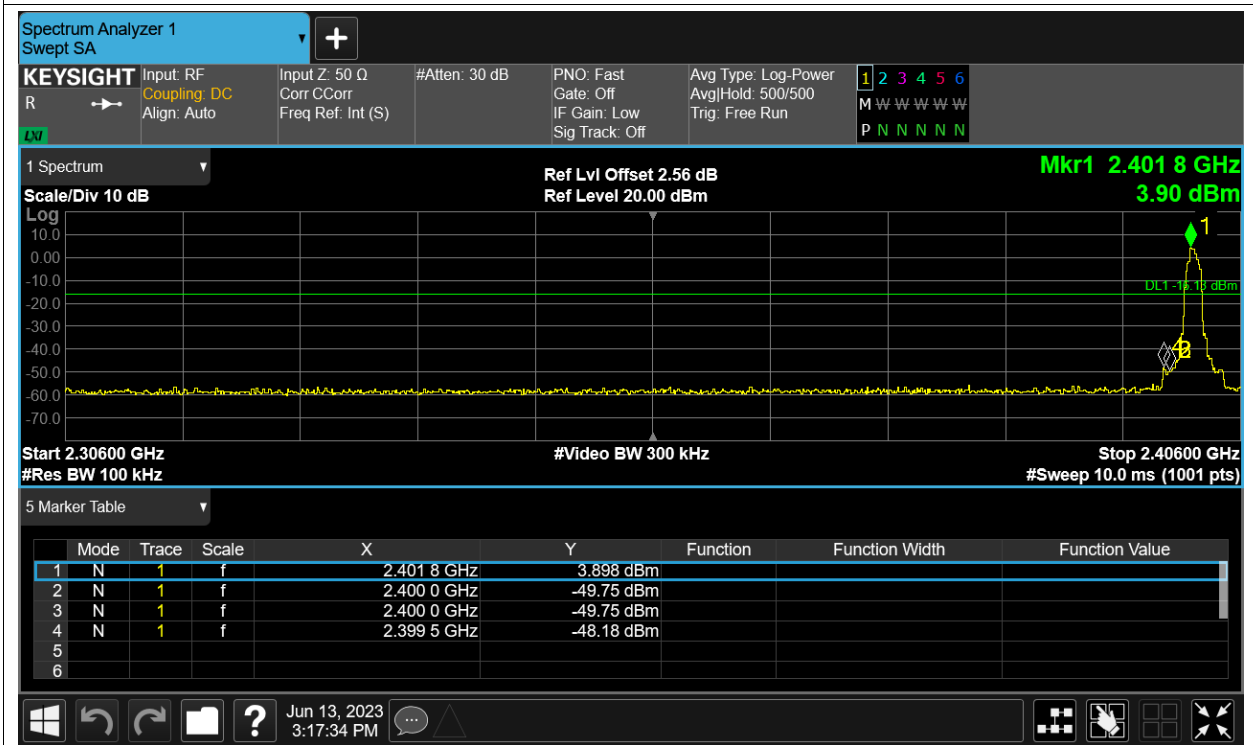 Spectrum Analyzer 1
Swept SA
KEYSIGHT Input: RF Input Z: 50 Ω #Atten: 30 dB PNO: Fast Avg Type: Log-Power 1 2 3 4 5 6
R Coupling: DC Corr CCorr Gate: Off Avg|Hold: 500/500 M W W W W W W
Align: Auto Freq Ref: Int (S) IF Gain: Low Trig: Free Run
LXI Sig Track: Off P N N N N N
1 Spectrum Ref Lvl Offset 2.56 dB Mkr1 2.401 8 GHz
Scale/Div 10 dB Ref Level 20.00 dBm 3.90 dBm
Log
1
10.0
0.00
-10.0
DL1 -16.13 dBm
-20.0
-30.0
-40.0
-50.0
-60.0
-70.0
Start 2.30600 GHz #Video BW 300 kHz Stop 2.40600 GHz
#Res BW 100 kHz #Sweep 10.0 ms (1001 pts)
5 Marker Table
Mode Trace Scale X Y Function Function Width Function Value
1 N 1 f 2.401 8 GHz 3.898 dBm
2 N 1 f 2.400 0 GHz -49.75 dBm
3 N 1 f 2.400 0 GHz -49.75 dBm
4 N 1 f 2.399 5 GHz -48.18 dBm
5
6
? Jun 13, 2023
3:17:34 PM